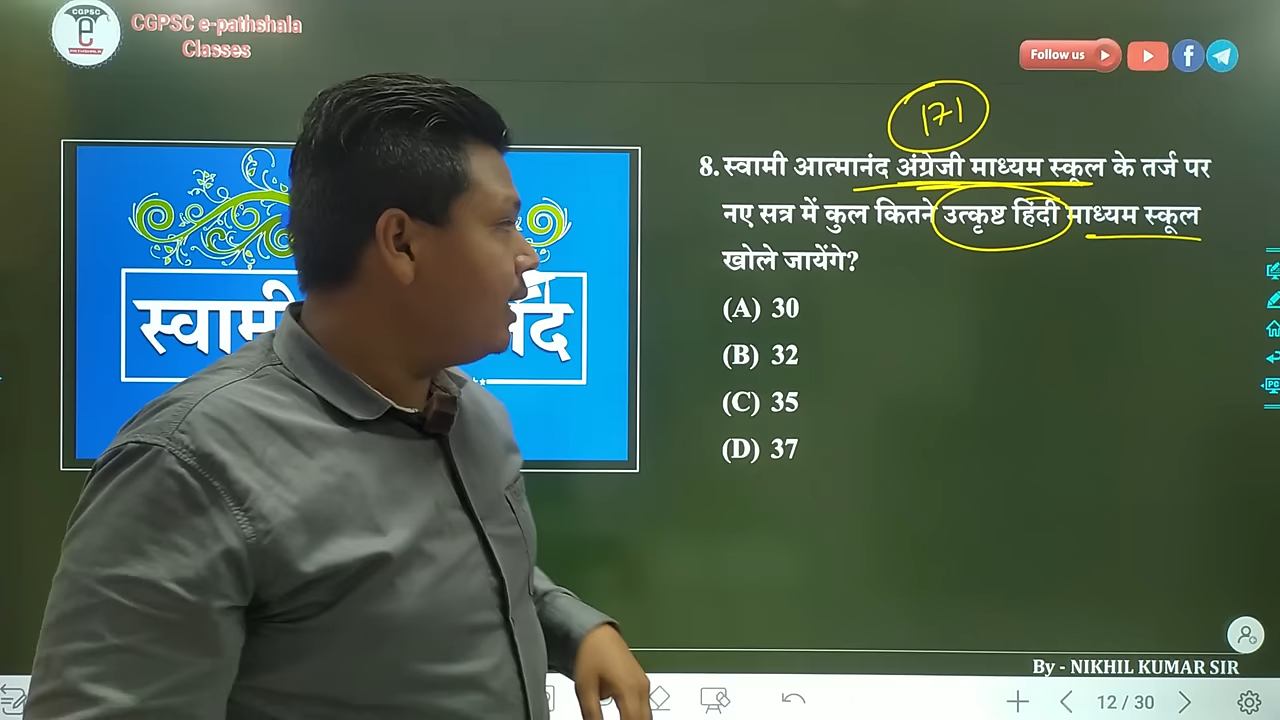 CGPSC
e
CGPSC e-pathshala
Classes
Follow us
171
8. स्वामी आत्मानंद अंग्रेजी माध्यम स्कूल के तर्ज पर
नए सत्र में कुल कितने उत्कृष्ट हिंदी माध्यम स्कूल
खोले जायेंगे?
(A) 30
(B) 32
(C) 35
(D) 37
By - NIKHIL KUMAR SIR
12 / 30